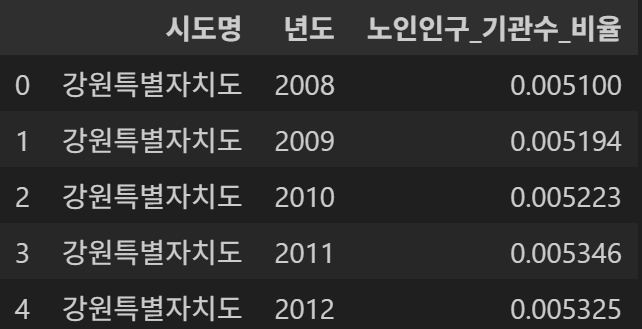 시도명 년도 노인인구_기관수_비율
0 강원특별자치도 2008 0.005100
1 강원특별자치도 2009 0.005194
2 강원특별자치도 2010 0.005223
3 강원특별자치도 2011 0.005346
4 강원특별자치도 2012 0.005325